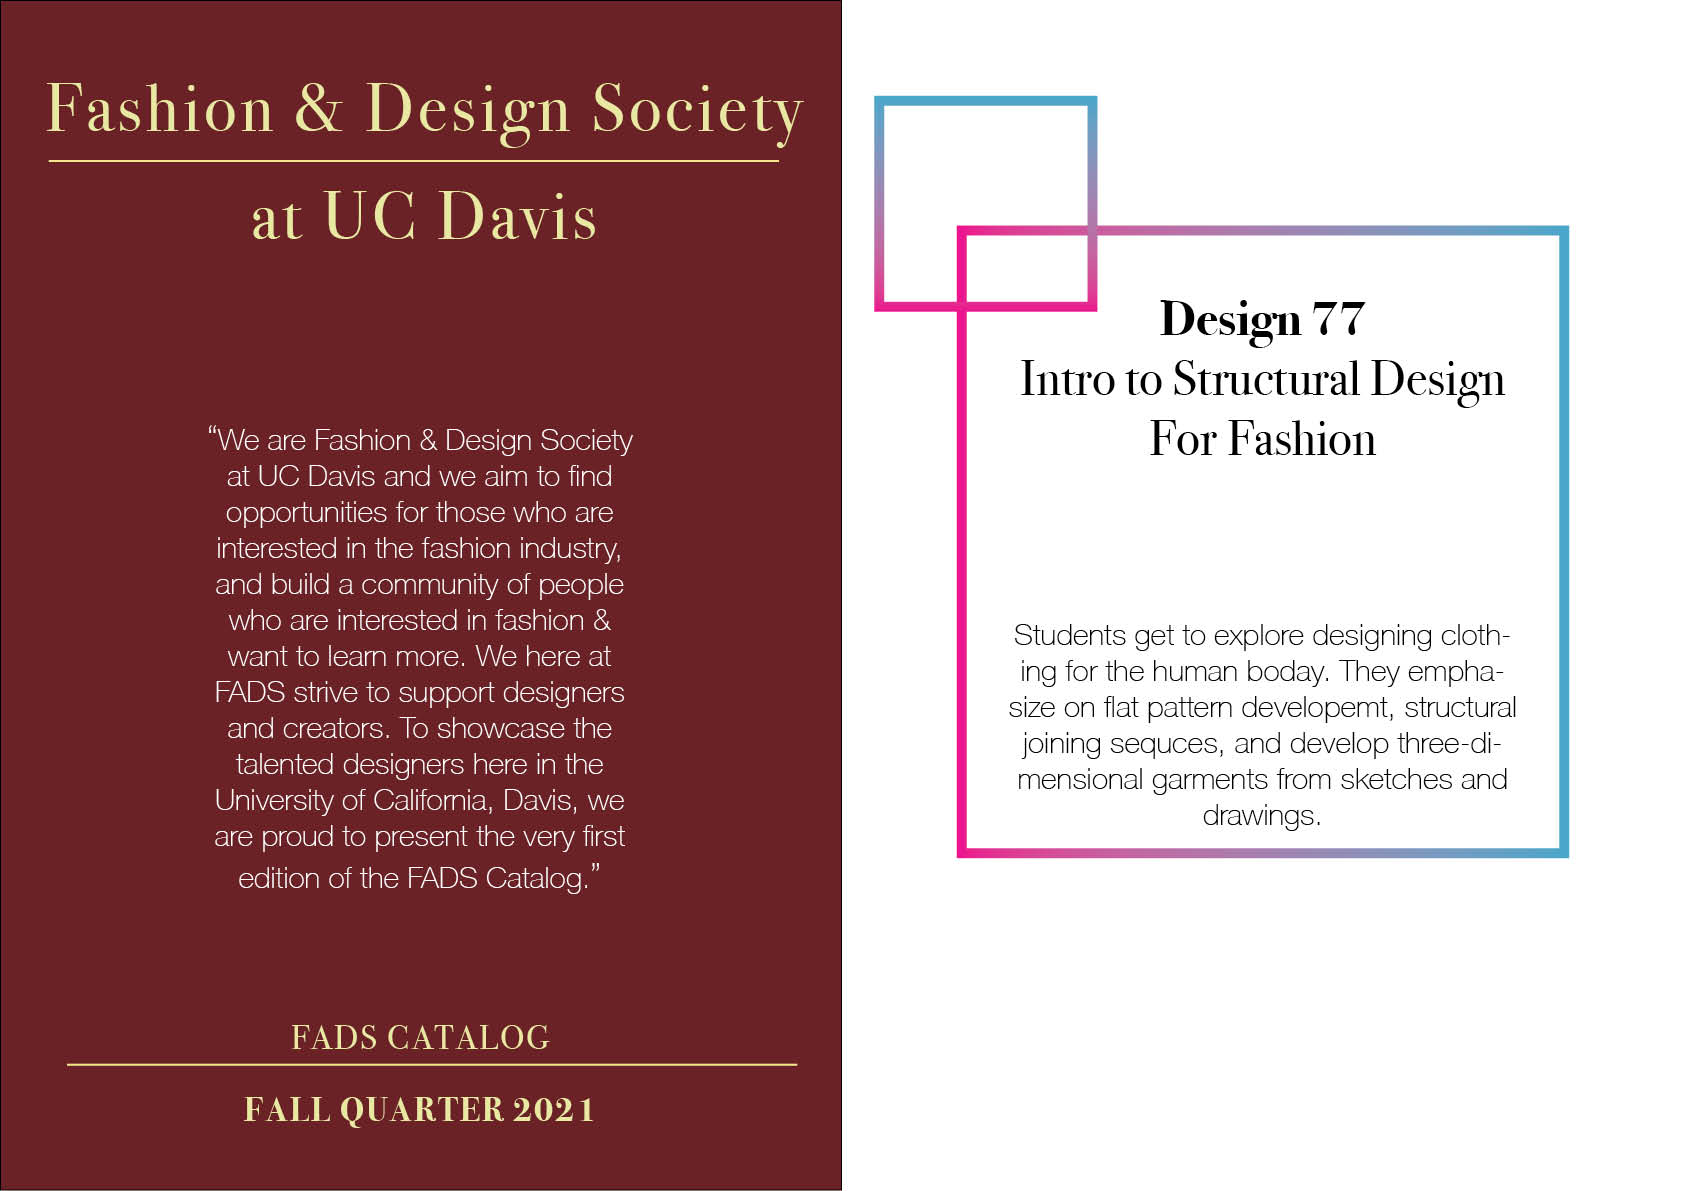 Fashion & Design Society
at UC Davis
“We are Fashion & Design Society
at UC Davis and we aim to find
opportunities for those who are
interested in the fashion industry,
and build a community of people
who are interested in fashion &
want to learn more. We here at
FADS strive to support designers
and creators. To showcase the
talented designers here in the
University of California, Davis, we
are proud to present the very first
edition of the FADS Catalog.”
FADS CATALOG
FALL QUARTER 2021
Design 77
Intro to Structural Design
For Fashion
Students get to explore designing cloth-
ing for the human boday. They empha-
size on flat pattern developemt, structural
joining sequces, and develop three-di-
mensional garments from sketches and
drawings.